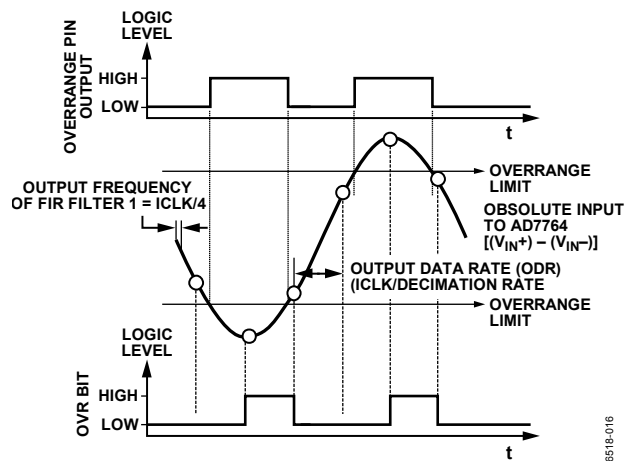 LOGIC
LEVEL
OVERRANGE PIN
OUTPUT
HIGH
LOW
t
OVERRANGE
LIMIT
OUTPUT FREQUENCY
OF FIR FILTER 1 = ICLK/4
OBSOLUTE INPUT
TO AD7764
[(VIN+) – (VIN–)]
OUTPUT DATA RATE (ODR)
(ICLK/DECIMATION RATE
OVERRANGE
LIMIT
LOGIC
LEVEL
OVR BIT
HIGH
LOW
t
6518-016